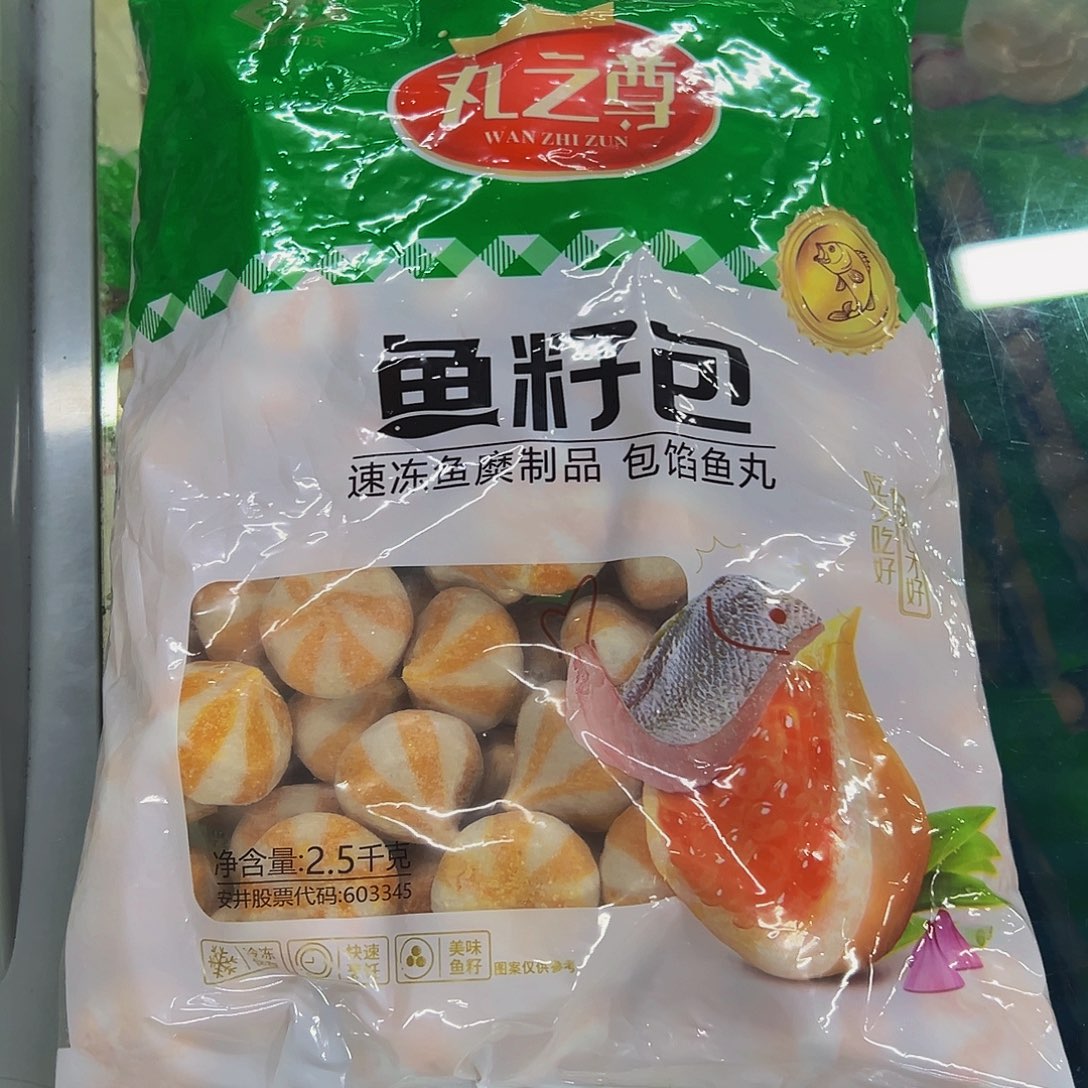 丸之尊
WAN ZHI ZUN
鱼籽包
速冻鱼糜制品 包馅鱼丸
净含量:2.5千克
安井股票代码:603345
冷冻
快速
美味
鱼籽
图案仅供参考